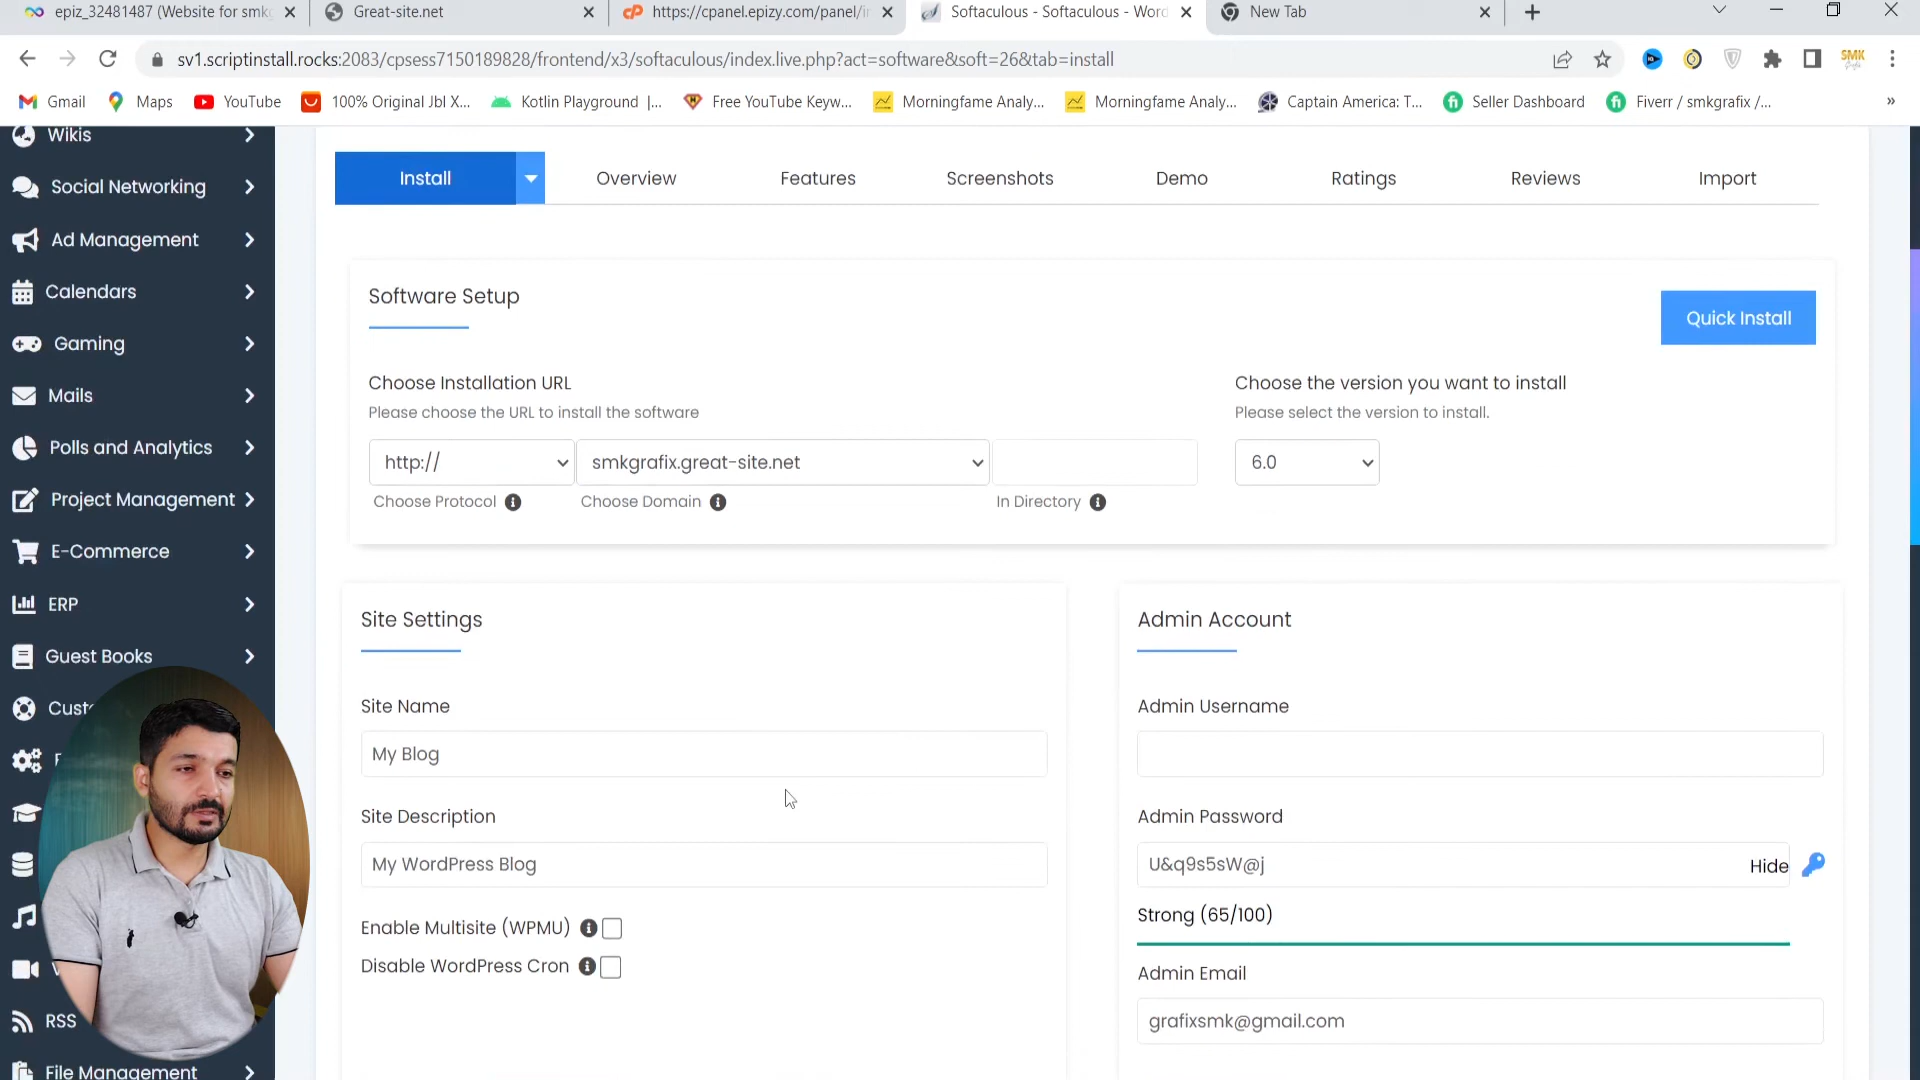 epiz_32481487 (Website for smkg
Great-site.net
https://cpanel.epizy.com/panel/in
Softaculous - Softaculous - Word
New Tab
sv1.scriptinstall.rocks:2083/cpsess7150189828/frontend/x3/softaculous/index.live.php?act=software&soft=26&tab=install
SMK
Gmail
Maps
YouTube
100% Original Jbl X...
Kotlin Playground |...
Free YouTube Keyw...
Morningfame Analy...
Morningfame Analy...
Captain America: T...
Seller Dashboard
Fiverr / smkgrafix /...
»
Wikis
Social Networking
Ad Management
Calendars
Gaming
Mails
Polls and Analytics
Project Management
E-Commerce
ERP
Guest Books
Custo
RSS
File Management
Install
Overview
Features
Screenshots
Demo
Ratings
Reviews
Import
Software Setup
Quick Install
Choose Installation URL
Please choose the URL to install the software
http://
smkgrafix.great-site.net
Choose Protocol
Choose Domain
In Directory
Choose the version you want to install
Please select the version to install.
6.0
Site Settings
Site Name
My Blog
Site Description
My WordPress Blog
Enable Multisite (WPMU)
Disable WordPress Cron
Admin Account
Admin Username
Admin Password
U&q9s5sW@j
Hide
Strong (65/100)
Admin Email
grafixsmk@gmail.com